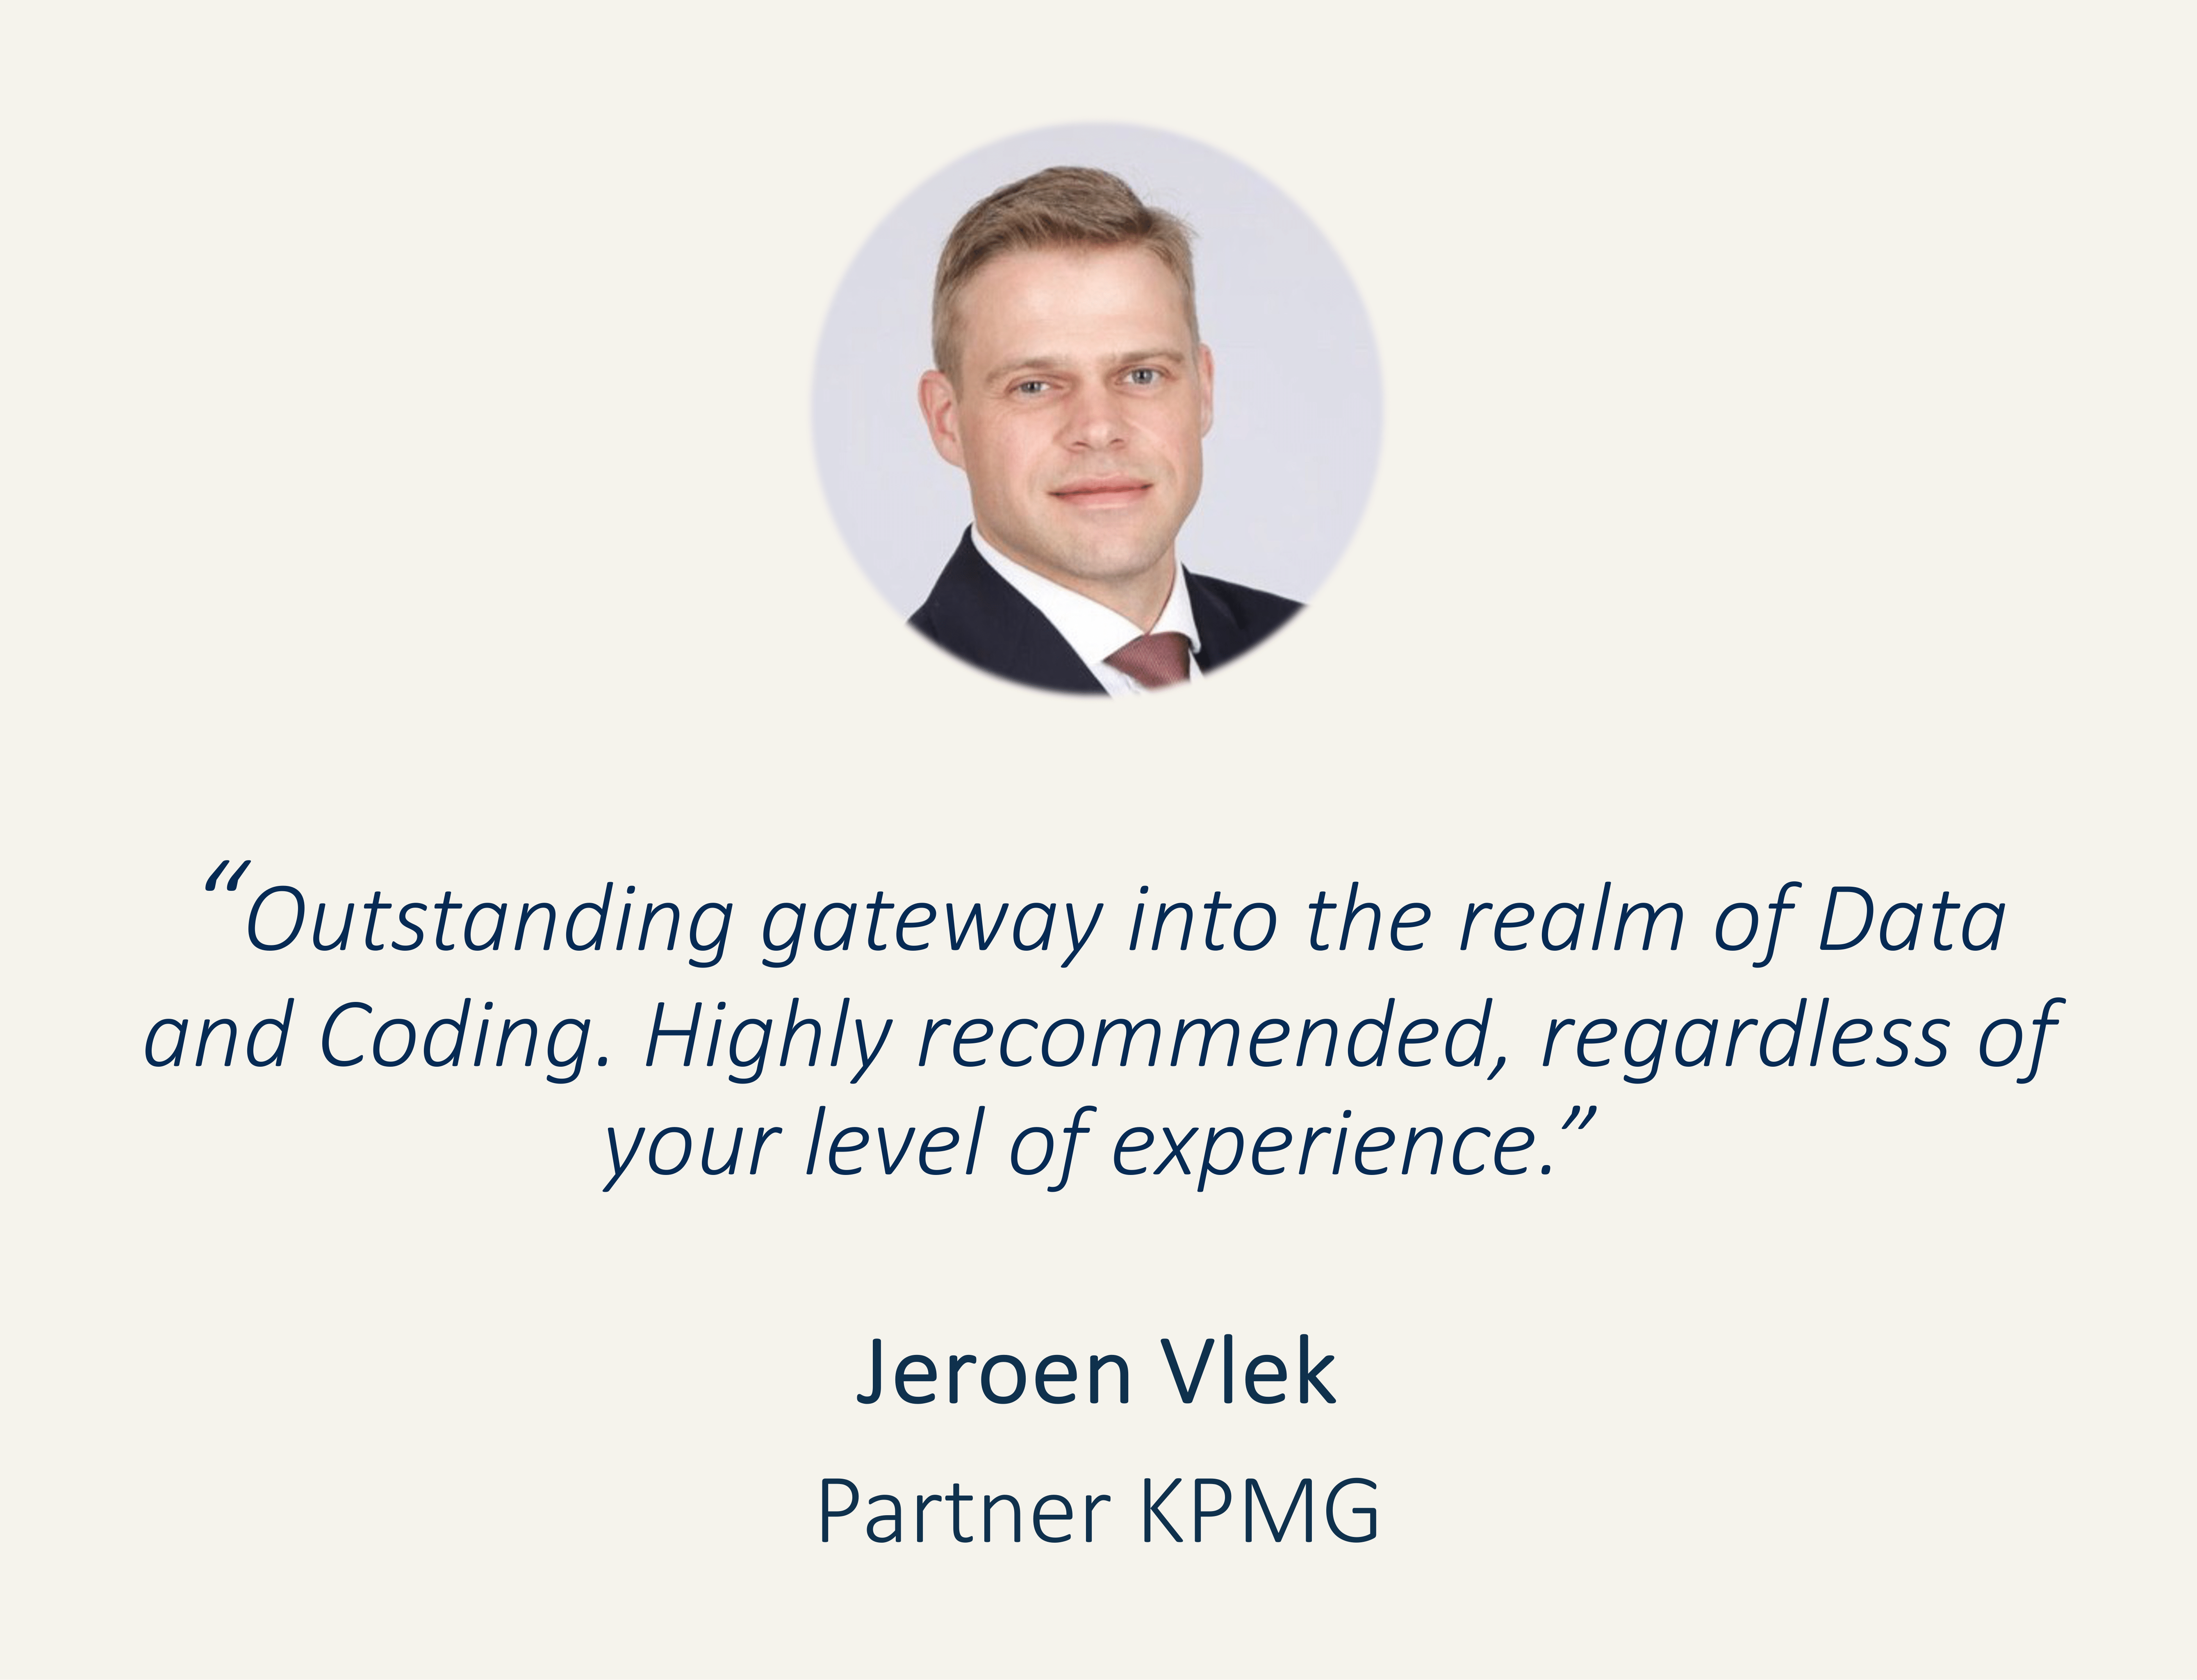 “Outstanding gateway into the realm of Data
and Coding. Highly recommended, regardless of
your level of experience.”
Jeroen Vlek
Partner KPMG